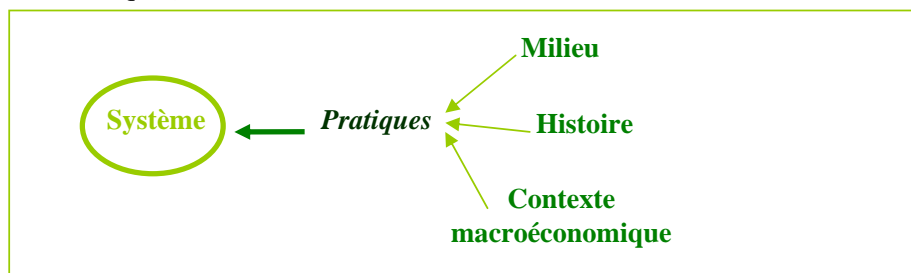 Milieu
Système
Pratiques
Histoire
Contexte
macroéconomique